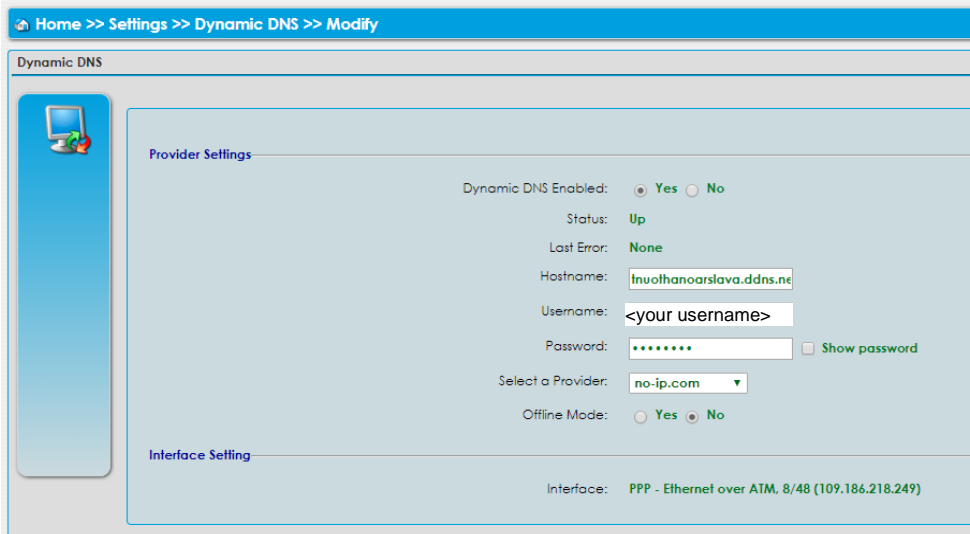 Home >> Settings >> Dynamic DNS >> Modify
Dynamic DNS
Provider Settings
Dynamic DNS Enabled: Yes No
Status: Up
Last Error: None
Hostname: tnuothanoarslava.ddns.ne
Username: <your username>
Password: •••••••• Show password
Select a Provider: no-ip.com
Offline Mode: Yes No
Interface Setting
Interface: PPP - Ethernet over ATM, 8/48 (109.186.218.249)